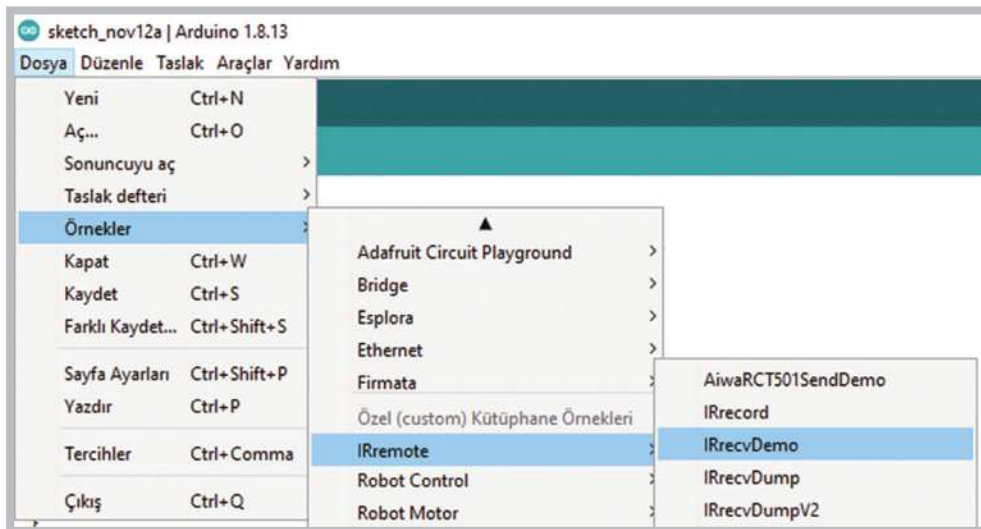 sketch_nov12a | Arduino 1.8.13
Dosya Düzenle Taslak Araçlar Yardım
Yeni Ctrl+N
Aç... Ctrl+O
Sonuncuyu aç >
Taslak defteri >
Örnekler >
Kapat Ctrl+W
Kaydet Ctrl+S
Farklı Kaydet... Ctrl+Shift+S
Sayfa Ayarları Ctrl+Shift+P
Yazdır Ctrl+P
Tercihler Ctrl+Comma
Çıkış Ctrl+Q
Adafruit Circuit Playground >
Bridge >
Esplora >
Ethernet >
Firmata >
Özel (custom) Kütüphane Örnekleri
IRremote >
Robot Control >
Robot Motor >
AiwaRCT501SendDemo
IRrecord
IRrecvDemo
IRrecvDump
IRrecvDumpV2